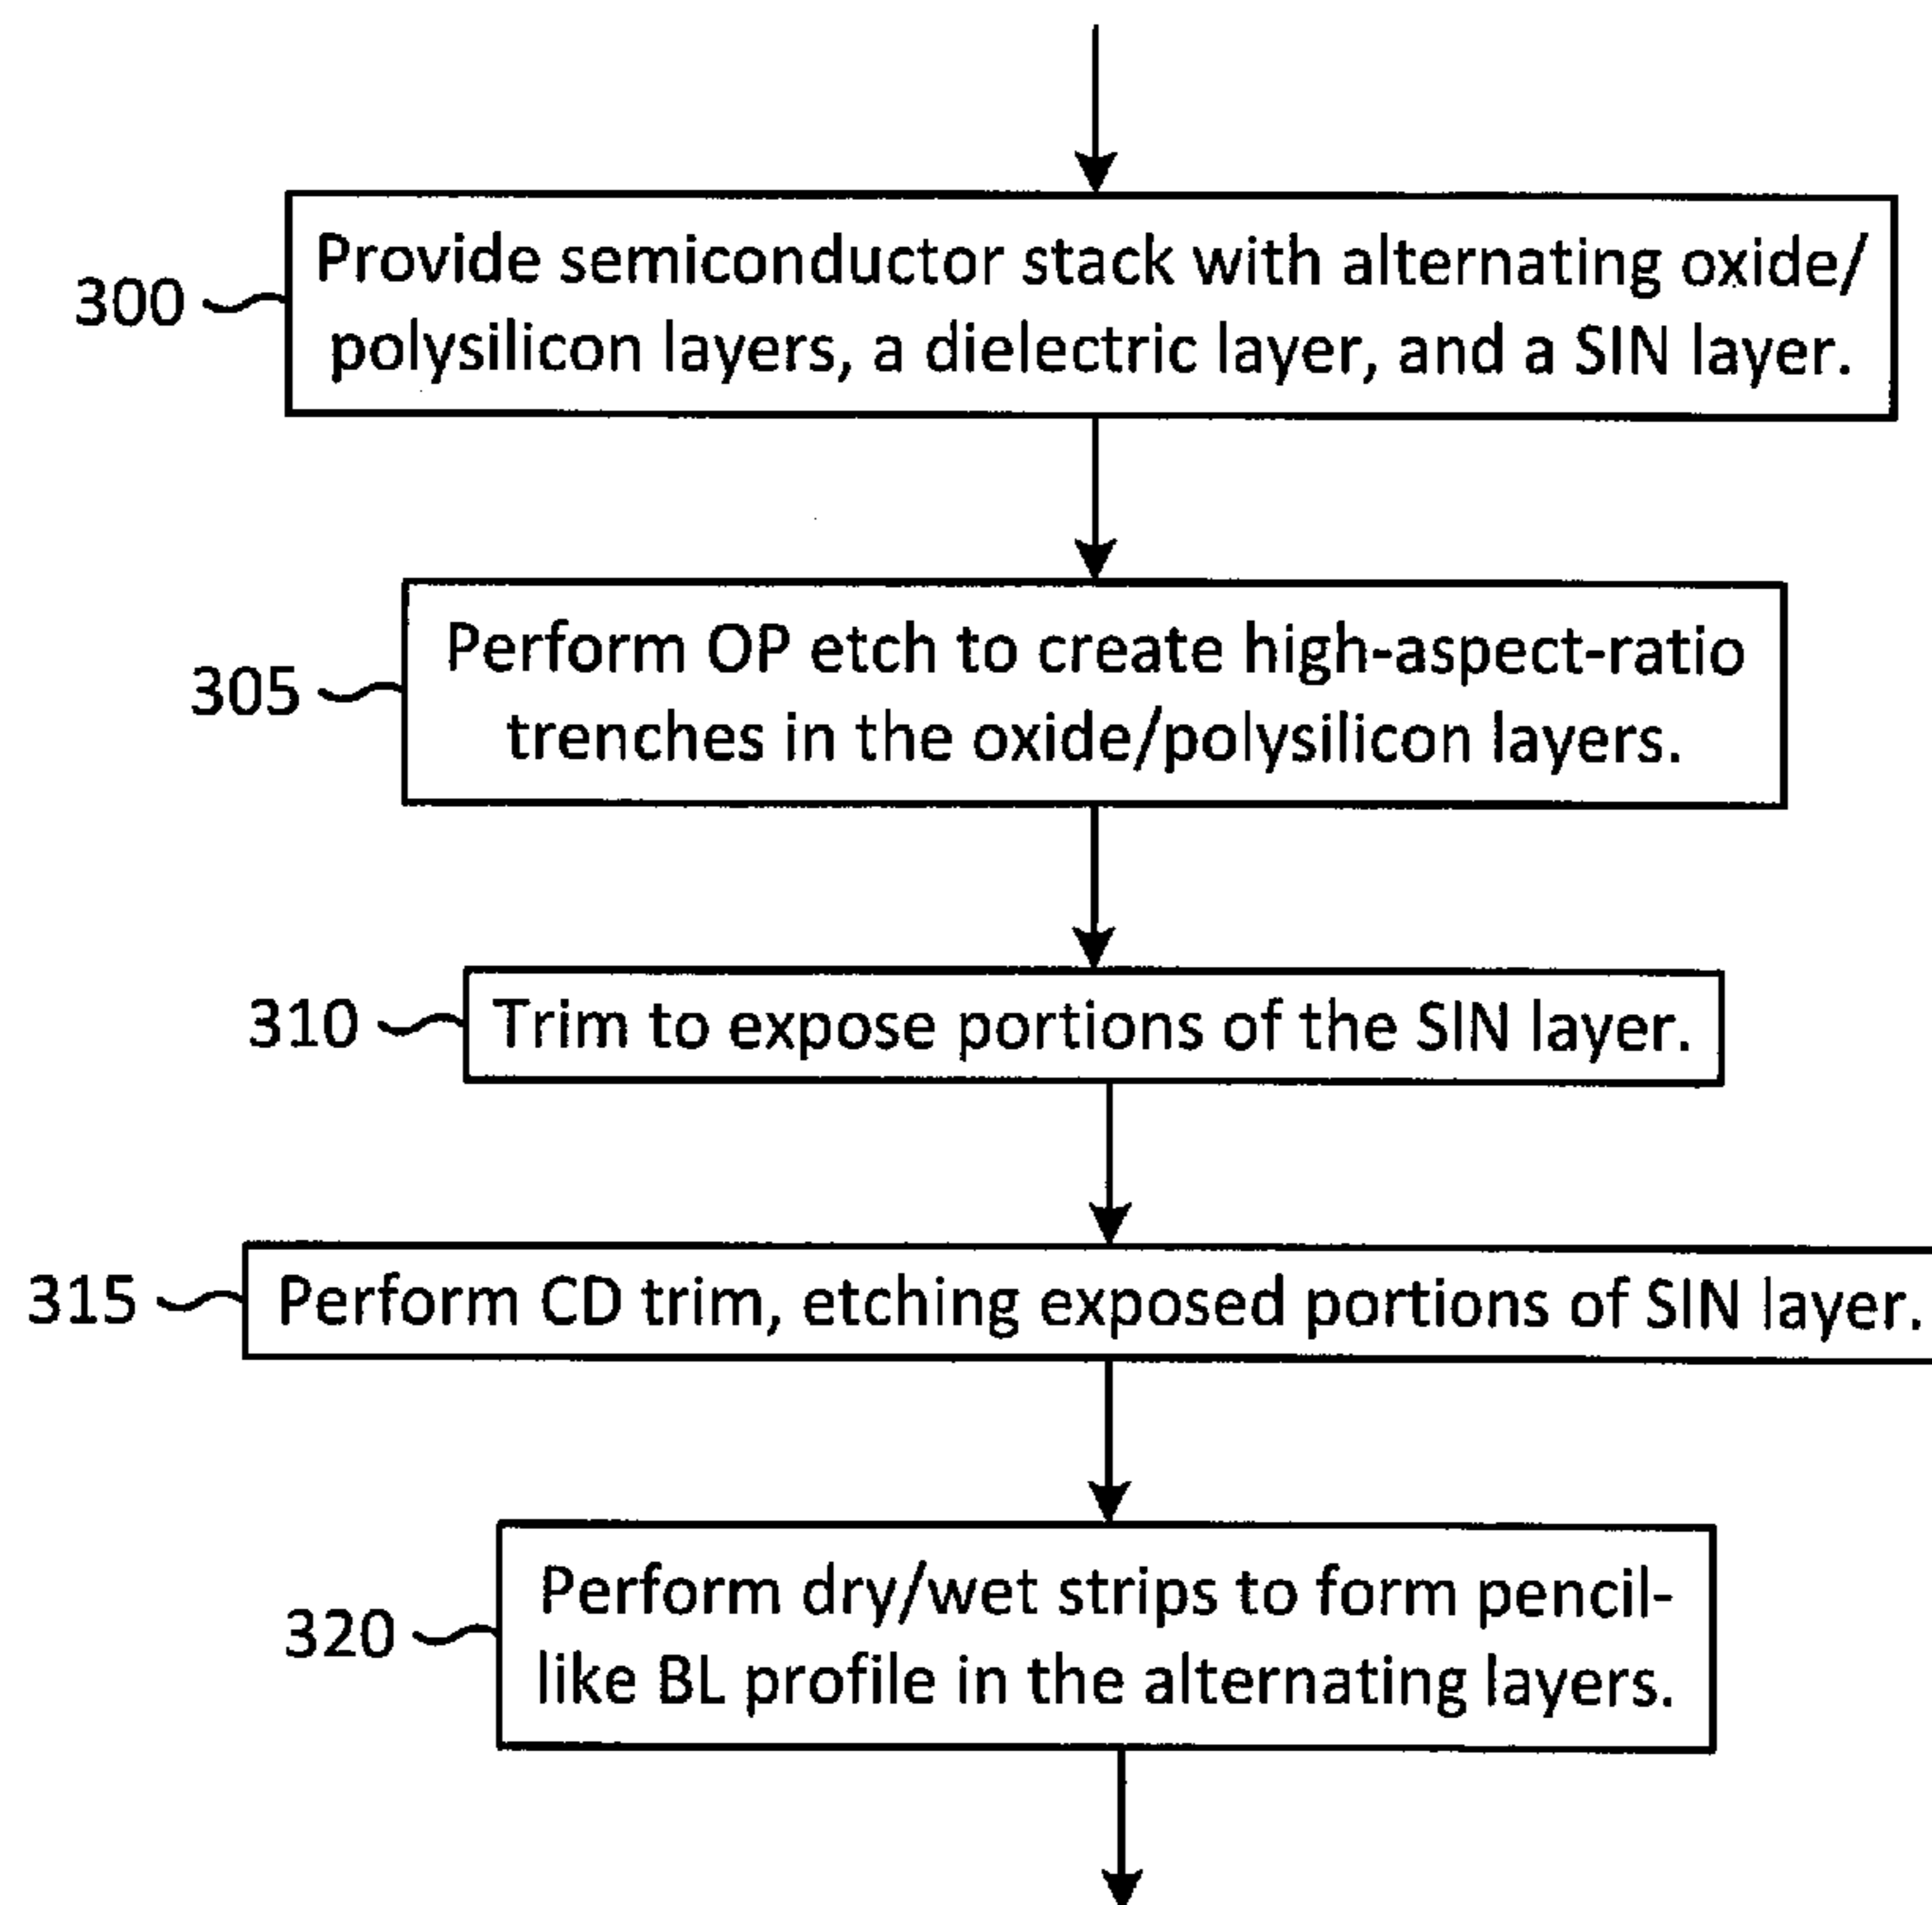 300
Provide semiconductor stack with alternating oxide/
polysilicon layers, a dielectric layer, and a SIN layer.
305
Perform OP etch to create high-aspect-ratio
trenches in the oxide/polysilicon layers.
310
Trim to expose portions of the SIN layer.
315
Perform CD trim, etching exposed portions of SIN layer.
320
Perform dry/wet strips to form pencil-
like BL profile in the alternating layers.